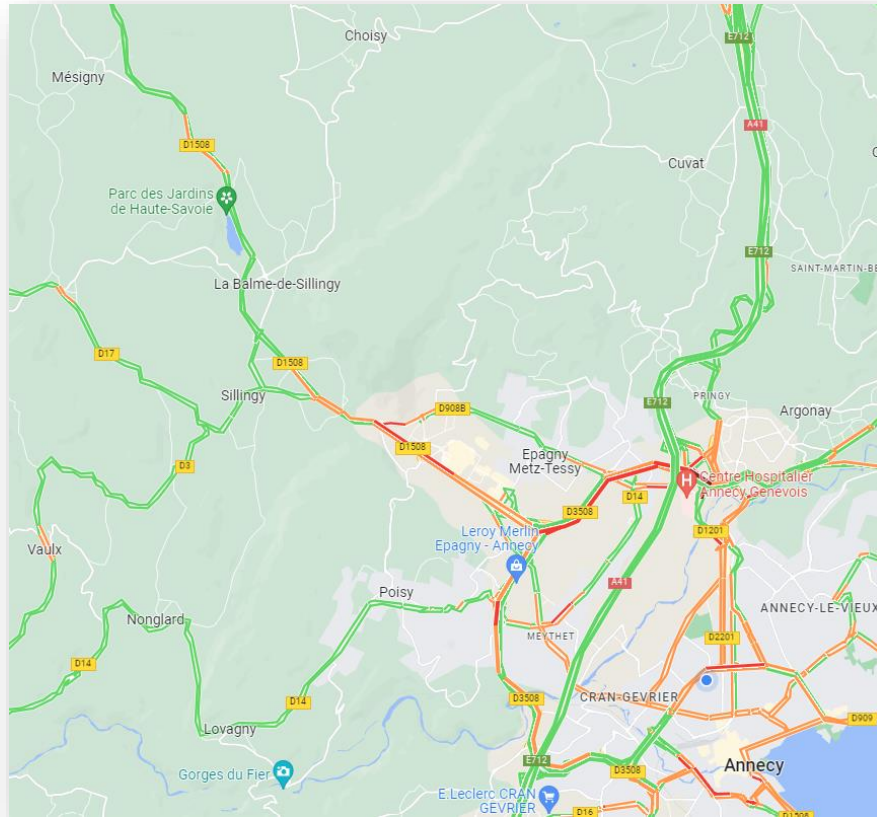 Choisy
E712
Mésigny
A41
D1508
Cuvat
Parc des Jardins
de Haute-Savoie
E712
SAINT-MARTIN-BE
La Balme-de-Sillingy
D17
D1508
Sillingy
E712
PRINGY
Argonay
D908B
D1508
Epagny
Metz-Tessy
D3
H
Centre Hospitalier
Annecy Genevois
D14
D3508
D1201
Leroy Merlin
Epagny - Annecy
Vaulx
A41
Poisy
ANNECY-LE-VIEUX
Nonglard
MEYTHET
D2201
D14
CRAN-GEVRIER
D14
D3508
D909
Lovagny
E712
Annecy
Gorges du Fier
D3508
E.Leclerc CRAN
GEVRIER
D16
D1508